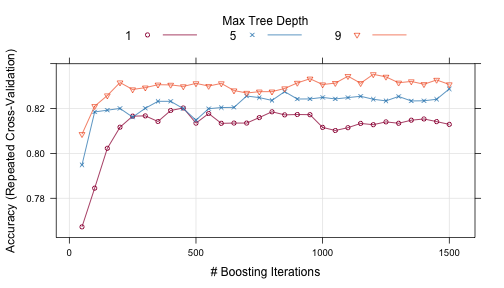 Max Tree Depth
1 5 9
Accuracy (Repeated Cross-Validation)
0.82
0.80
0.78
0 500 1000 1500
# Boosting Iterations